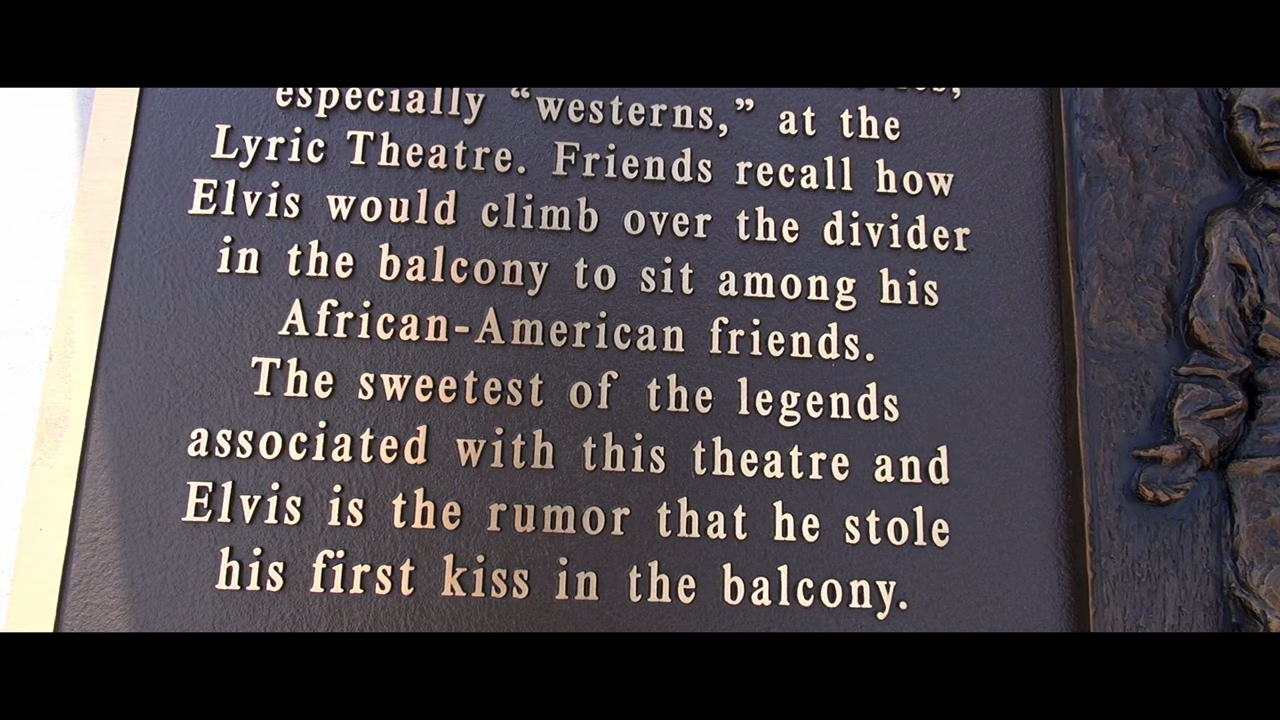 especially “westerns,” at the
Lyric Theatre. Friends recall how
Elvis would climb over the divider
in the balcony to sit among his
African-American friends.
The sweetest of the legends
associated with this theatre and
Elvis is the rumor that he stole
his first kiss in the balcony.